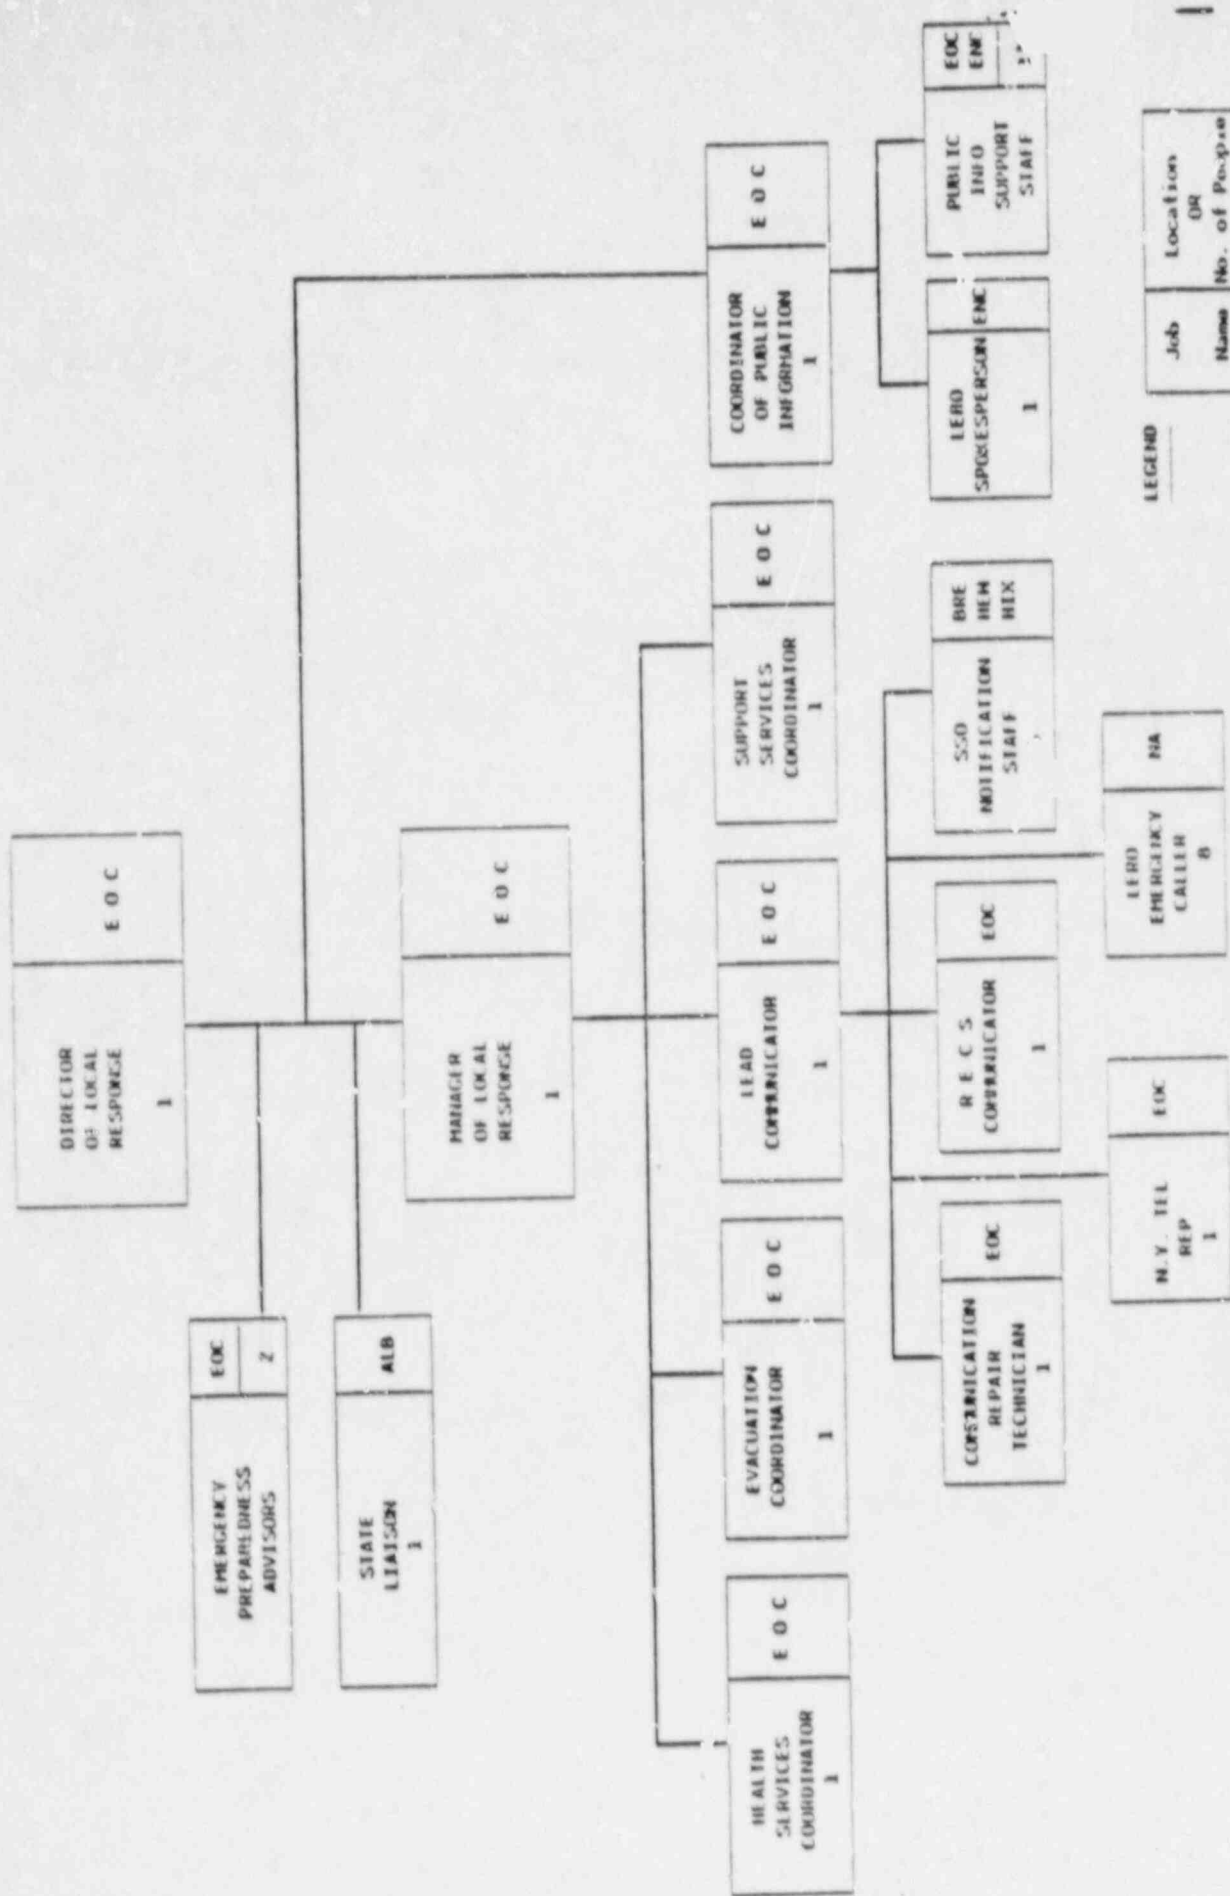 DIRECTOR
OF LOCAL
RESPONSE
1
E O C
EMERGENCY
PREPAREDNESS
ADVISORS
EOC
2
STATE
LIAISON
1
ALB
MANAGER
OF LOCAL
RESPONSE
1
E O C
HEALTH
SERVICES
COORDINATOR
1
E O C
EVACUATION
COORDINATOR
1
E O C
LEAD
COMMUNICATOR
1
E O C
SUPPORT
SERVICES
COORDINATOR
1
E O C
COORDINATOR
OF PUBLIC
INFORMATION
1
E O C
COMMUNICATION
REPAIR
TECHNICIAN
1
EOC
R E C S
COMMUNICATOR
1
EOC
SSO
NOTIFICATION
STAFF
BRE
HEW
HIX
LERO
SPOKESPERSON
1
ENC
PUBLIC
INFO
SUPPORT
STAFF
EOC
ENC
N.Y. TEL
REP
1
EOC
LERO
EMERGENCY
CALLER
8
NA
LEGEND
Job
Name
Location
OR
No. of People